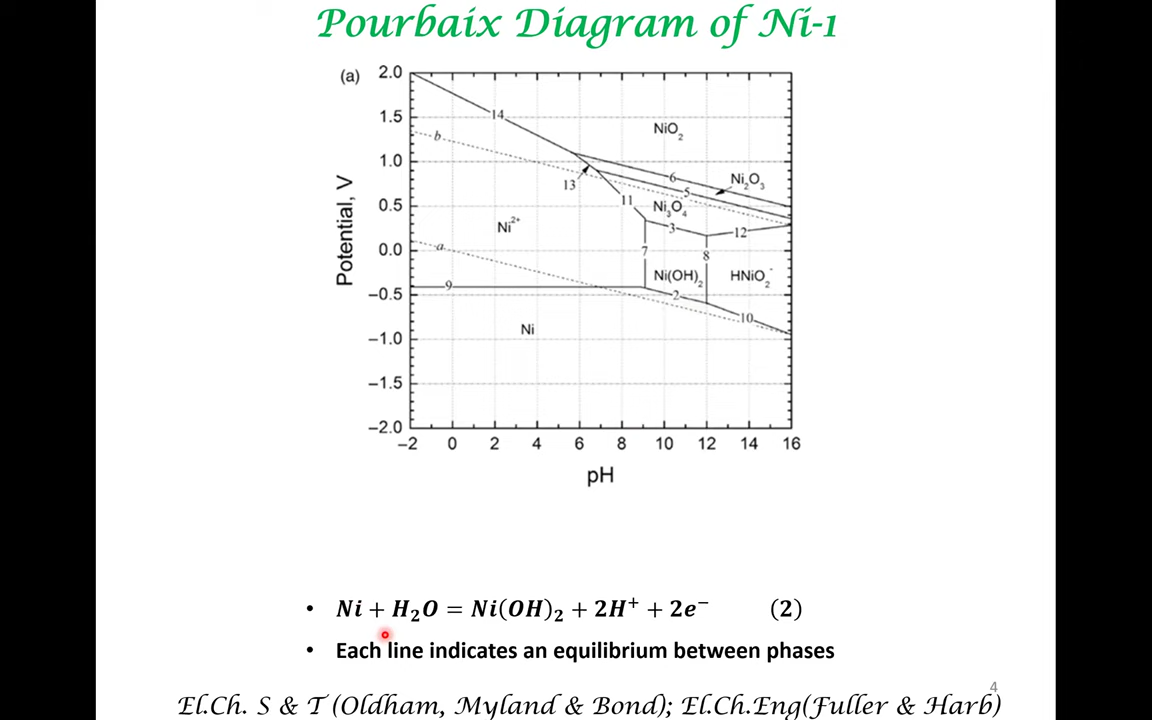 Pourbaix Diagram of Ni-1
(a)
2.0
1.5
1.0
0.5
0.0
−0.5
−1.0
−1.5
−2.0
Potential, V
14
b
NiO₂
13
6
5
Ni₂O₃
11
Ni₃O₄
3
12
Ni²⁺
a
7
8
9
Ni(OH)₂
HNiO₂⁻
2
10
Ni
−2 0 2 4 6 8 10 12 14 16
pH
• Ni + H₂O = Ni(OH)₂ + 2H⁺ + 2e⁻ (2)
• Each line indicates an equilibrium between phases
4
El.Ch. S & T (Oldham, Myland & Bond); El.Ch.Eng(Fuller & Harb)